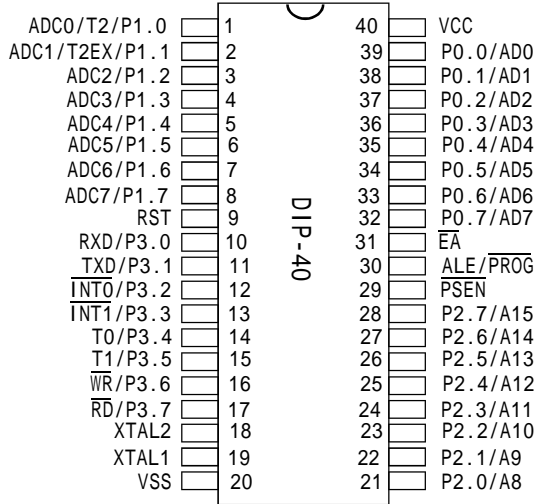 ADC0/T2/P1.0 1 40 VCC
ADC1/T2EX/P1.1 2 39 P0.0/AD0
ADC2/P1.2 3 38 P0.1/AD1
ADC3/P1.3 4 37 P0.2/AD2
ADC4/P1.4 5 36 P0.3/AD3
ADC5/P1.5 6 35 P0.4/AD4
ADC6/P1.6 7 34 P0.5/AD5
ADC7/P1.7 8 33 P0.6/AD6
RST 9 32 P0.7/AD7
RXD/P3.0 10 31 EA
TXD/P3.1 11 30 ALE/PROG
INT0/P3.2 12 29 PSEN
INT1/P3.3 13 28 P2.7/A15
T0/P3.4 14 27 P2.6/A14
T1/P3.5 15 26 P2.5/A13
WR/P3.6 16 25 P2.4/A12
RD/P3.7 17 24 P2.3/A11
XTAL2 18 23 P2.2/A10
XTAL1 19 22 P2.1/A9
VSS 20 21 P2.0/A8
DIP-40